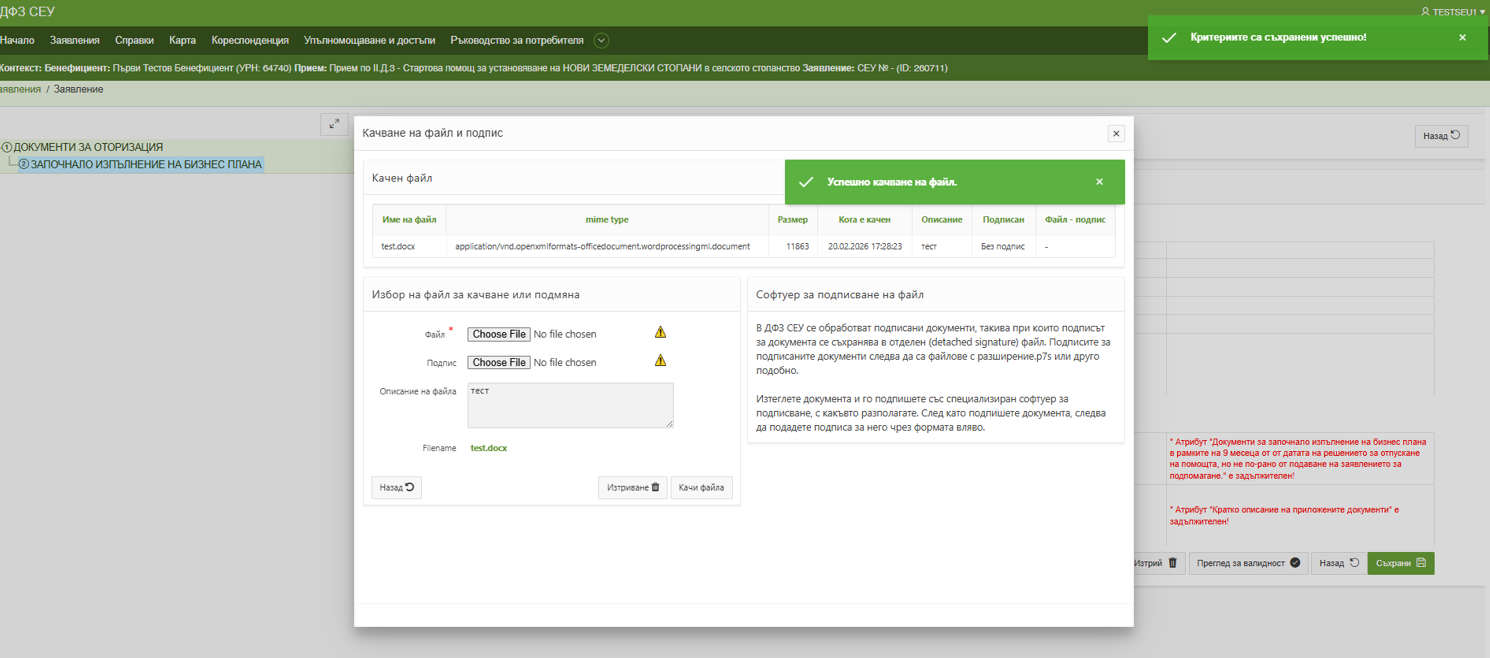 ДФЗ СЕУ
TESTSEU1
Начало Заявления Справки Карта Кореспонденция Упълномощаване и достъпи Ръководство за потребителя
Критериите са съхранени успешно!
Контекст: Бенефициент: Първи Тестов Бенефициент (УРН: 64740) Прием: Прием по II.Д.3 - Стартова помощ за установяване на НОВИ ЗЕМЕДЕЛСКИ СТОПАНИ в селското стопанство Заявление: СЕУ № - (ID: 260711)
аявления / Заявление
Качване на файл и подпис
Назад
1 ДОКУМЕНТИ ЗА ОТОРИЗАЦИЯ
2 ЗАПОЧНАЛО ИЗПЪЛНЕНИЕ НА БИЗНЕС ПЛАНА
Качен файл
Успешно качване на файл.
Име на файл mime type Размер Кога е качен Описание Подписан Файл - подпис
test.docx application/vnd.openxmlformats-officedocument.wordprocessingml.document 11863 20.02.2026 17:28:23 тест Без подпис -
Избор на файл за качване или подмяна
Файл * Choose File No file chosen
Подпис Choose File No file chosen
Описание на файла тест
Filename test.docx
Назад Изтриване Качи файла
Софтуер за подписване на файл
В ДФЗ СЕУ се обработват подписани документи, такива при които подписът
за документа се съхранява в отделен (detached signature) файл. Подписите за
подписаните документи следва да са файлове с разширение.p7s или друго
подобно.
Изтеглете документа и го подпишете със специализиран софтуер за
подписване, с какъвто разполагате. След като подпишете документа, следва
да подадете подписа за него чрез формата вляво.
* Атрибут "Документи за започнало изпълнение на бизнес плана
в рамките на 9 месеца от от датата на решението за отпускане
на помощта, но не по-рано от подаване на заявлението за
подпомагане." е задължителен!
* Атрибут "Кратко описание на приложените документи" е
задължителен!
Изтрий Преглед за валидност Назад Съхрани